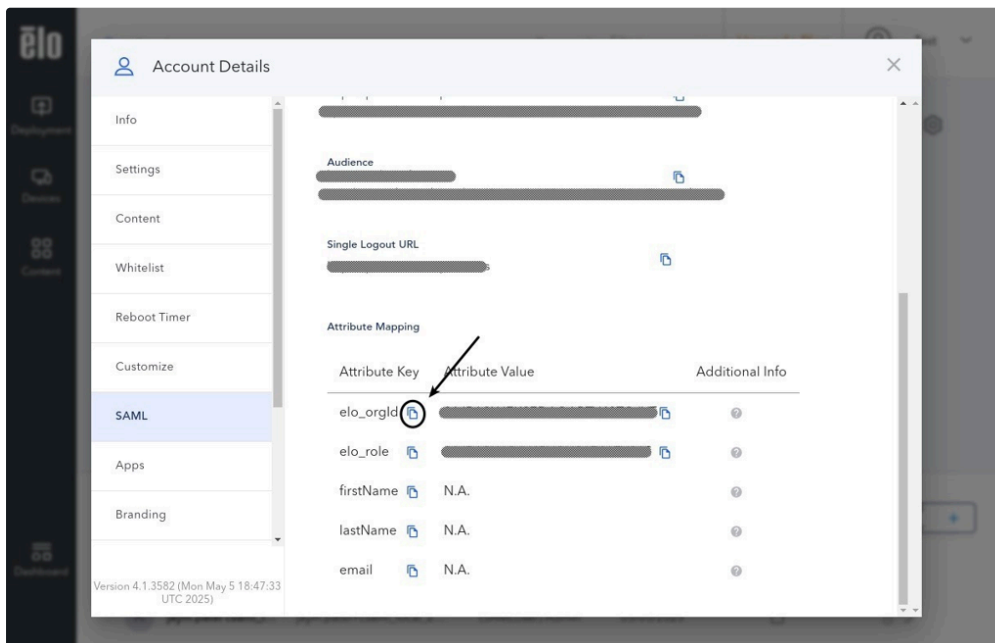 ēlo
Account Details
Deployment
Devices
Content
Dashboard
Info
Settings
Content
Whitelist
Reboot Timer
Customize
SAML
Apps
Branding
Version 4.1.3582 (Mon May 5 18:47:33
UTC 2025)
Audience
Single Logout URL
Attribute Mapping
Attribute Key Attribute Value Additional Info
elo_orgId
elo_role
firstName N.A.
lastName N.A.
email N.A.